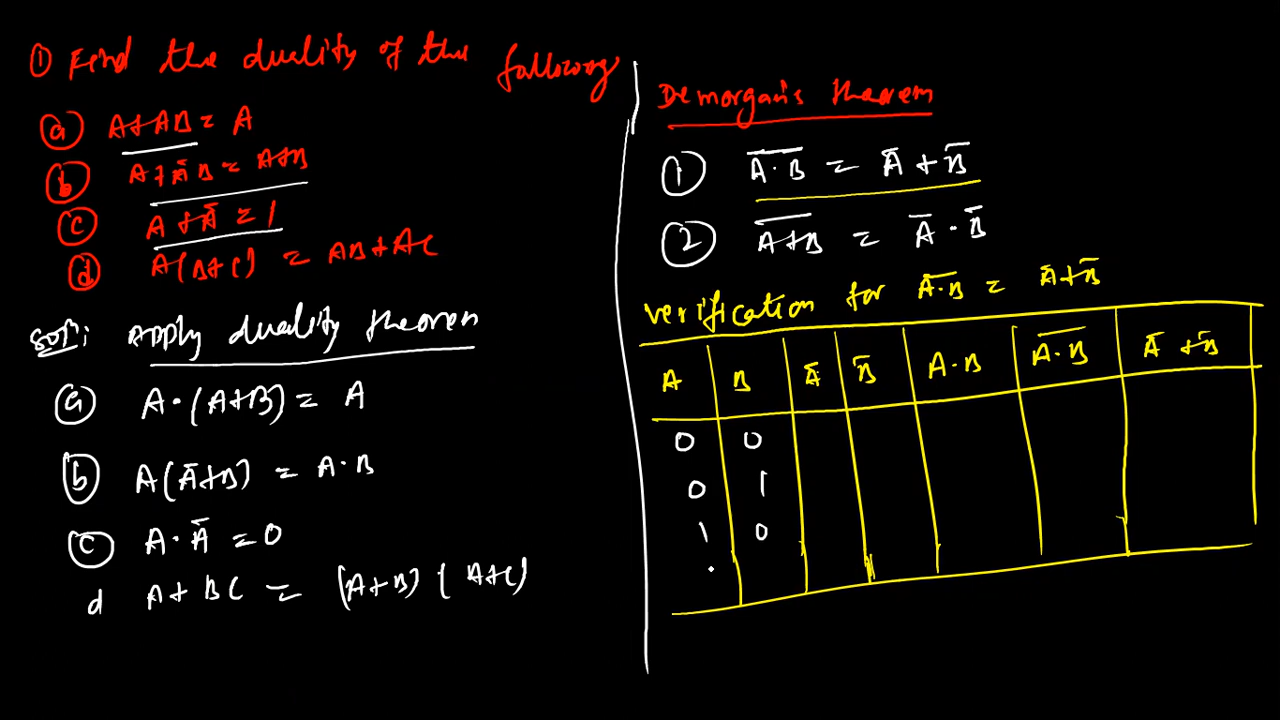 ① Find the duality of the following
ⓐ A+AB = A
ⓑ A+ĀB = A+B
ⓒ A+Ā = 1
ⓓ A(B+C) = AB+AC
Soln: Apply duality theorem
ⓐ A·(A+B) = A
ⓑ A(Ā+B) = A·B
ⓒ A·Ā = 0
d A+BC = (A+B)(A+C)
Demorgan's theorem
① A̅·̅B̅ = Ā + B̅
② A̅+̅B̅ = Ā · B̅
Verification for A̅·̅B̅ = Ā+B̅
A B Ā B̅ A·B A̅·̅B̅ Ā+B̅
0 0
0 1
1 0